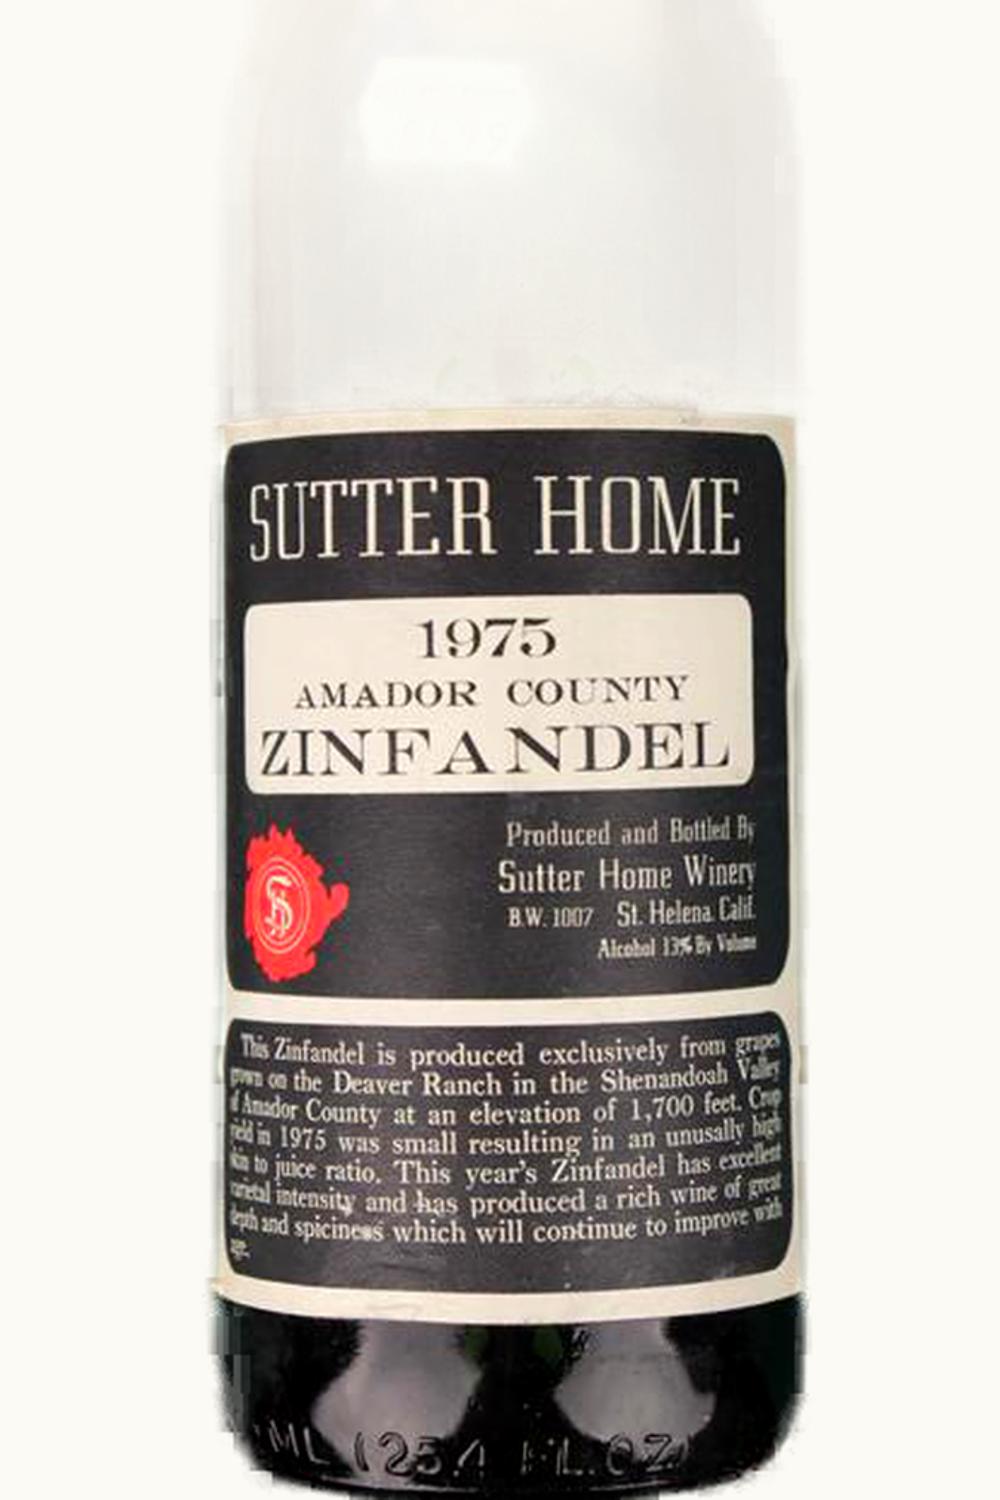 SUTTER HOME
1975
AMADOR COUNTY
ZINFANDEL
SH
Produced and Bottled By
Sutter Home Winery
B.W. 1007 St. Helena. Calif.
Alcohol 13% By Volume
This Zinfandel is produced exclusively from grapes
grown on the Deaver Ranch in the Shenandoah Valley
of Amador County at an elevation of 1,700 feet. Crop
yield in 1975 was small resulting in an unusally high
skin to juice ratio. This year's Zinfandel has excellent
varietal intensity and has produced a rich wine of great
depth and spiciness which will continue to improve with
age.
ML (25.4 FL.OZ)